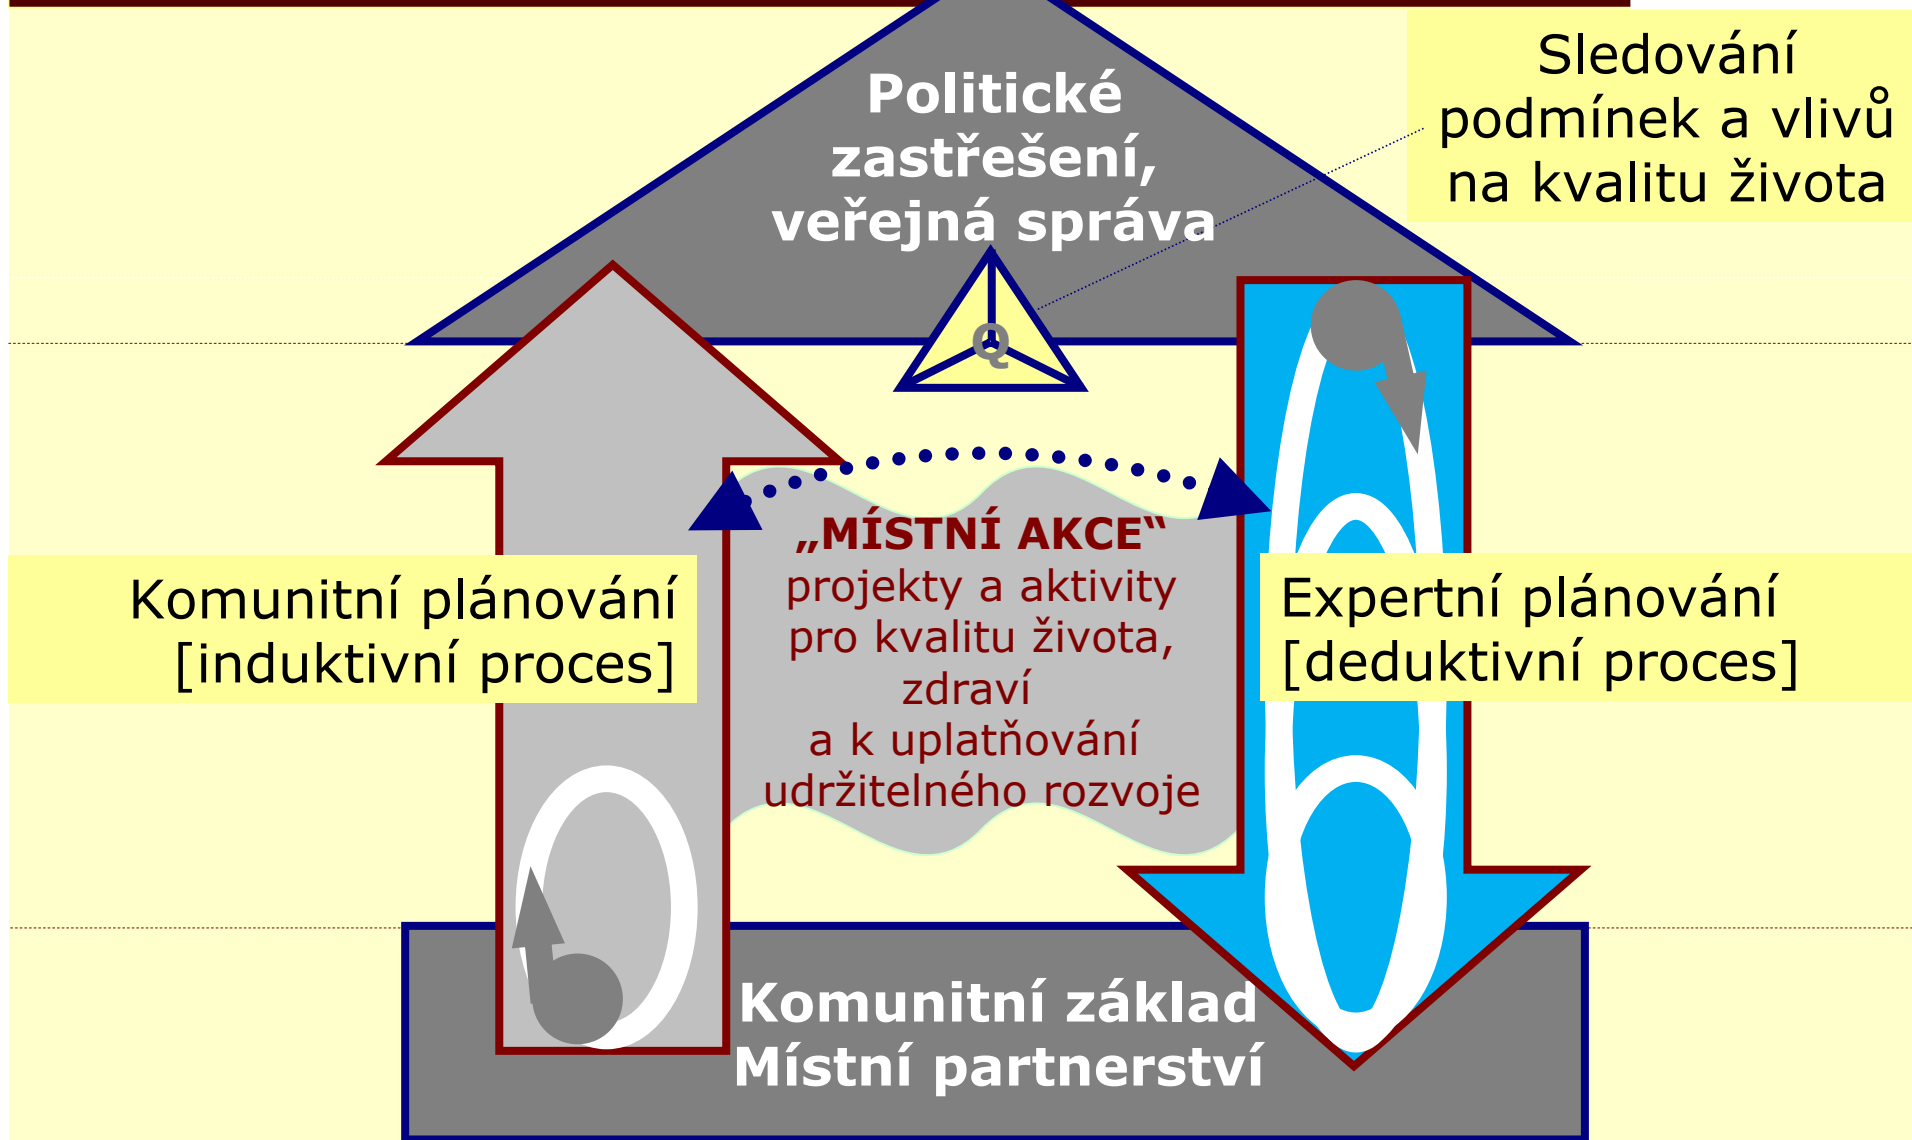 Politické
zastřešení,
veřejná správa
Sledování
podmínek a vlivů
na kvalitu života
Q
„MÍSTNÍ AKCE“
projekty a aktivity
pro kvalitu života,
zdraví
a k uplatňování
udržitelného rozvoje
Komunitní plánování
[induktivní proces]
Expertní plánování
[deduktivní proces]
Komunitní základ
Místní partnerství